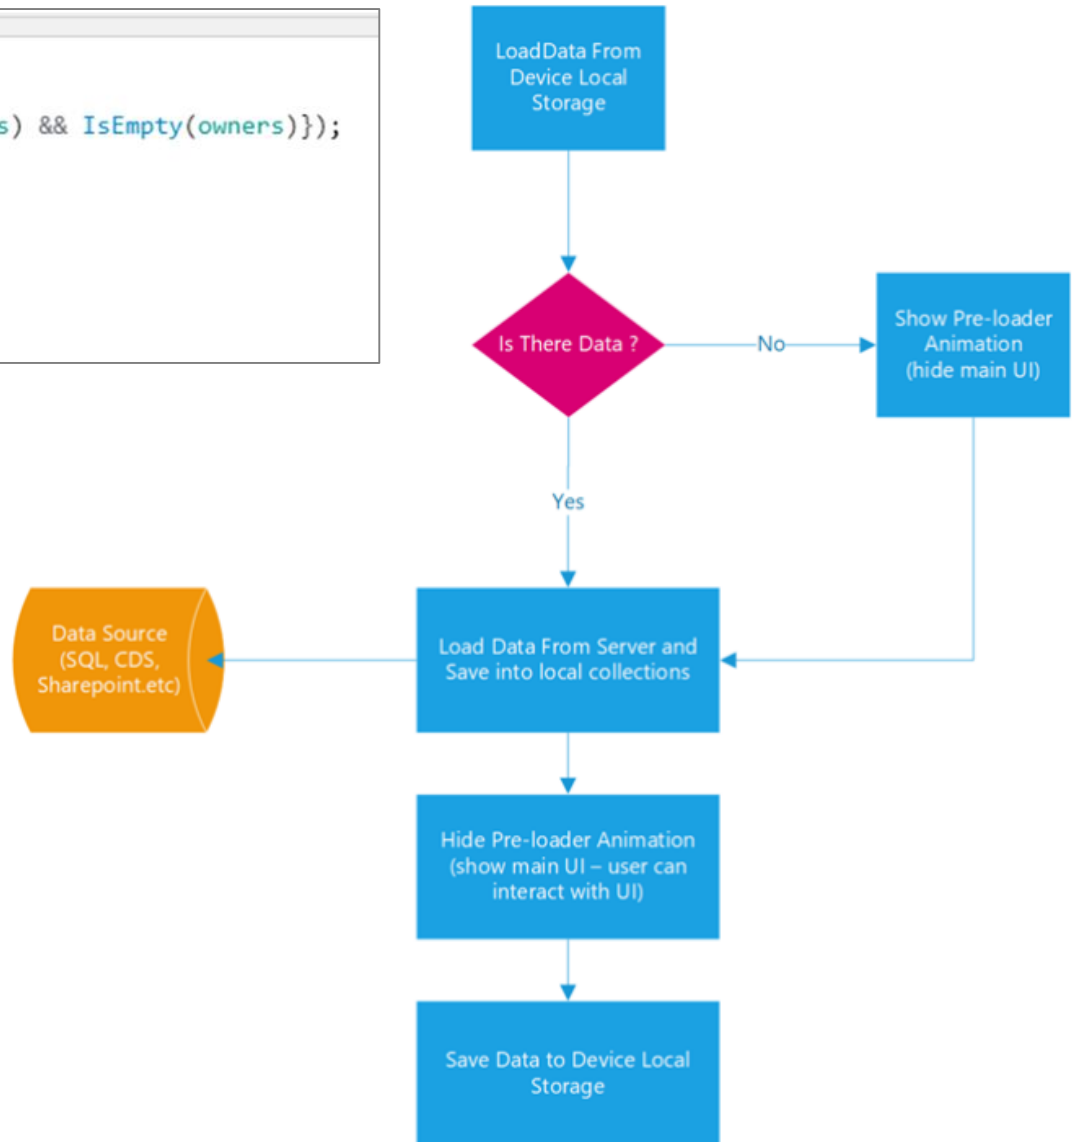 s) && IsEmpty(owners)});
LoadData From
Device Local
Storage
Is There Data ?
No
Show Pre-loader
Animation
(hide main UI)
Yes
Data Source
(SQL, CDS,
Sharepoint.etc)
Load Data From Server and
Save into local collections
Hide Pre-loader Animation
(show main UI – user can
interact with UI)
Save Data to Device Local
Storage